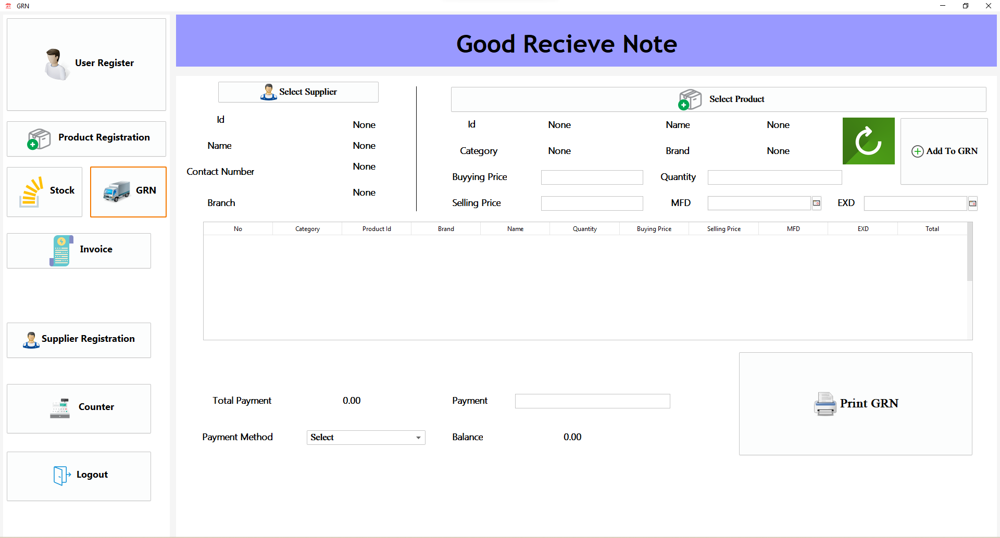 GRN
Good Recieve Note
User Register
Product Registration
Stock
GRN
Invoice
Supplier Registration
Counter
Logout
Select Supplier
Id None
Name None
Contact Number None
Branch None
Select Product
Id None Name None
Category None Brand None
Add To GRN
Buyying Price Quantity
Selling Price MFD EXD
No Category Product Id Brand Name Quantity Buying Price Selling Price MFD EXD Total
Total Payment 0.00 Payment
Payment Method Select Balance 0.00
Print GRN